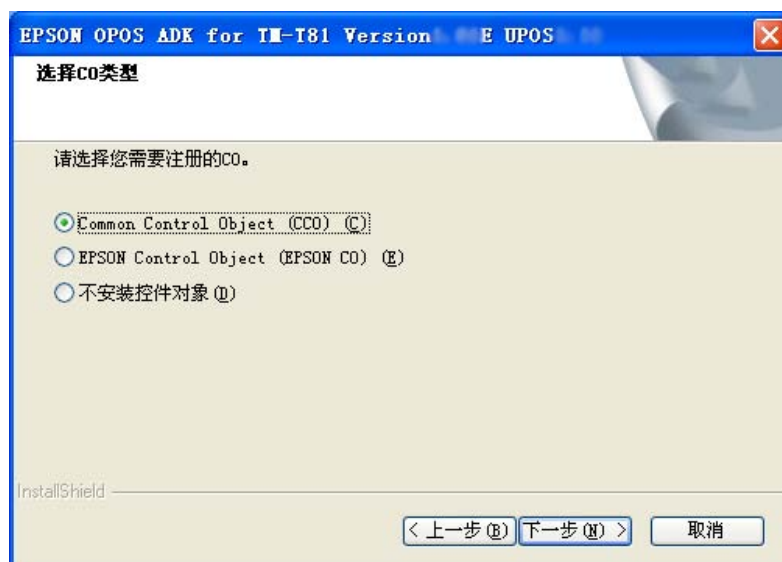 EPSON OPOS ADK for TM-T81 Version E UPOS
选择CO类型
请选择您需要注册的CO。
Common Control Object (CCO) (C)
EPSON Control Object (EPSON CO) (E)
不安装控件对象(D)
InstallShield
< 上一步(B) 下一步(N) > 取消